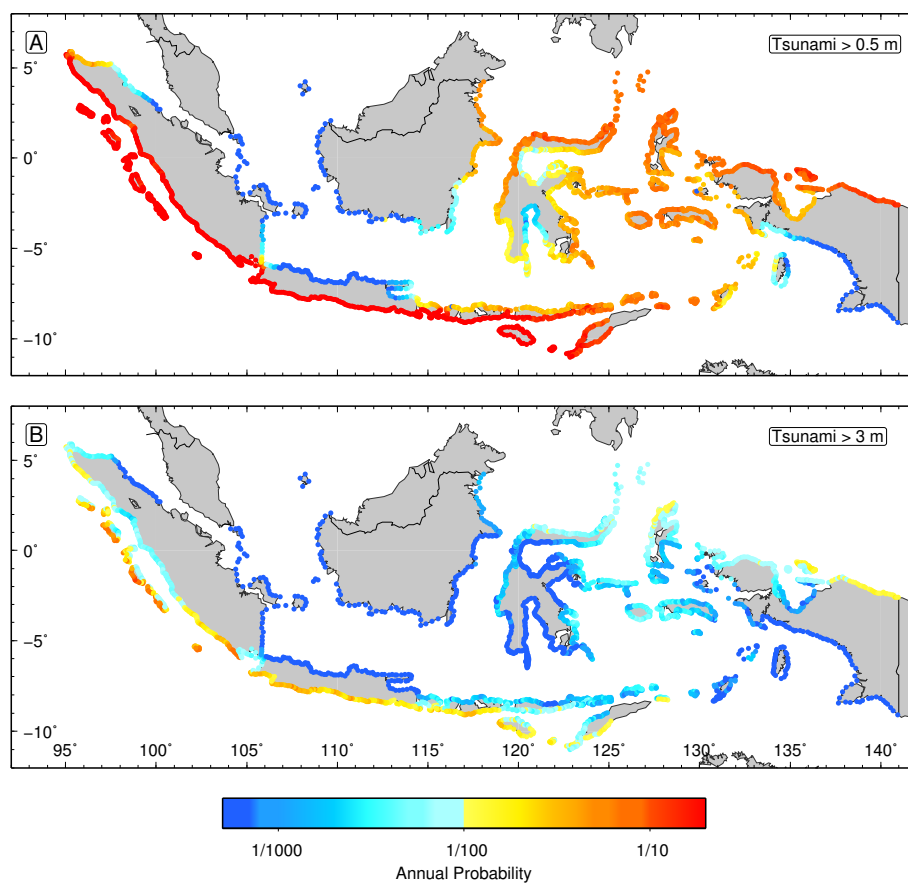 A
Tsunami > 0.5 m
5˚
0˚
−5˚
−10˚
B
Tsunami > 3 m
5˚
0˚
−5˚
−10˚
95˚ 100˚ 105˚ 110˚ 115˚ 120˚ 125˚ 130˚ 135˚ 140˚
1/1000 1/100 1/10
Annual Probability